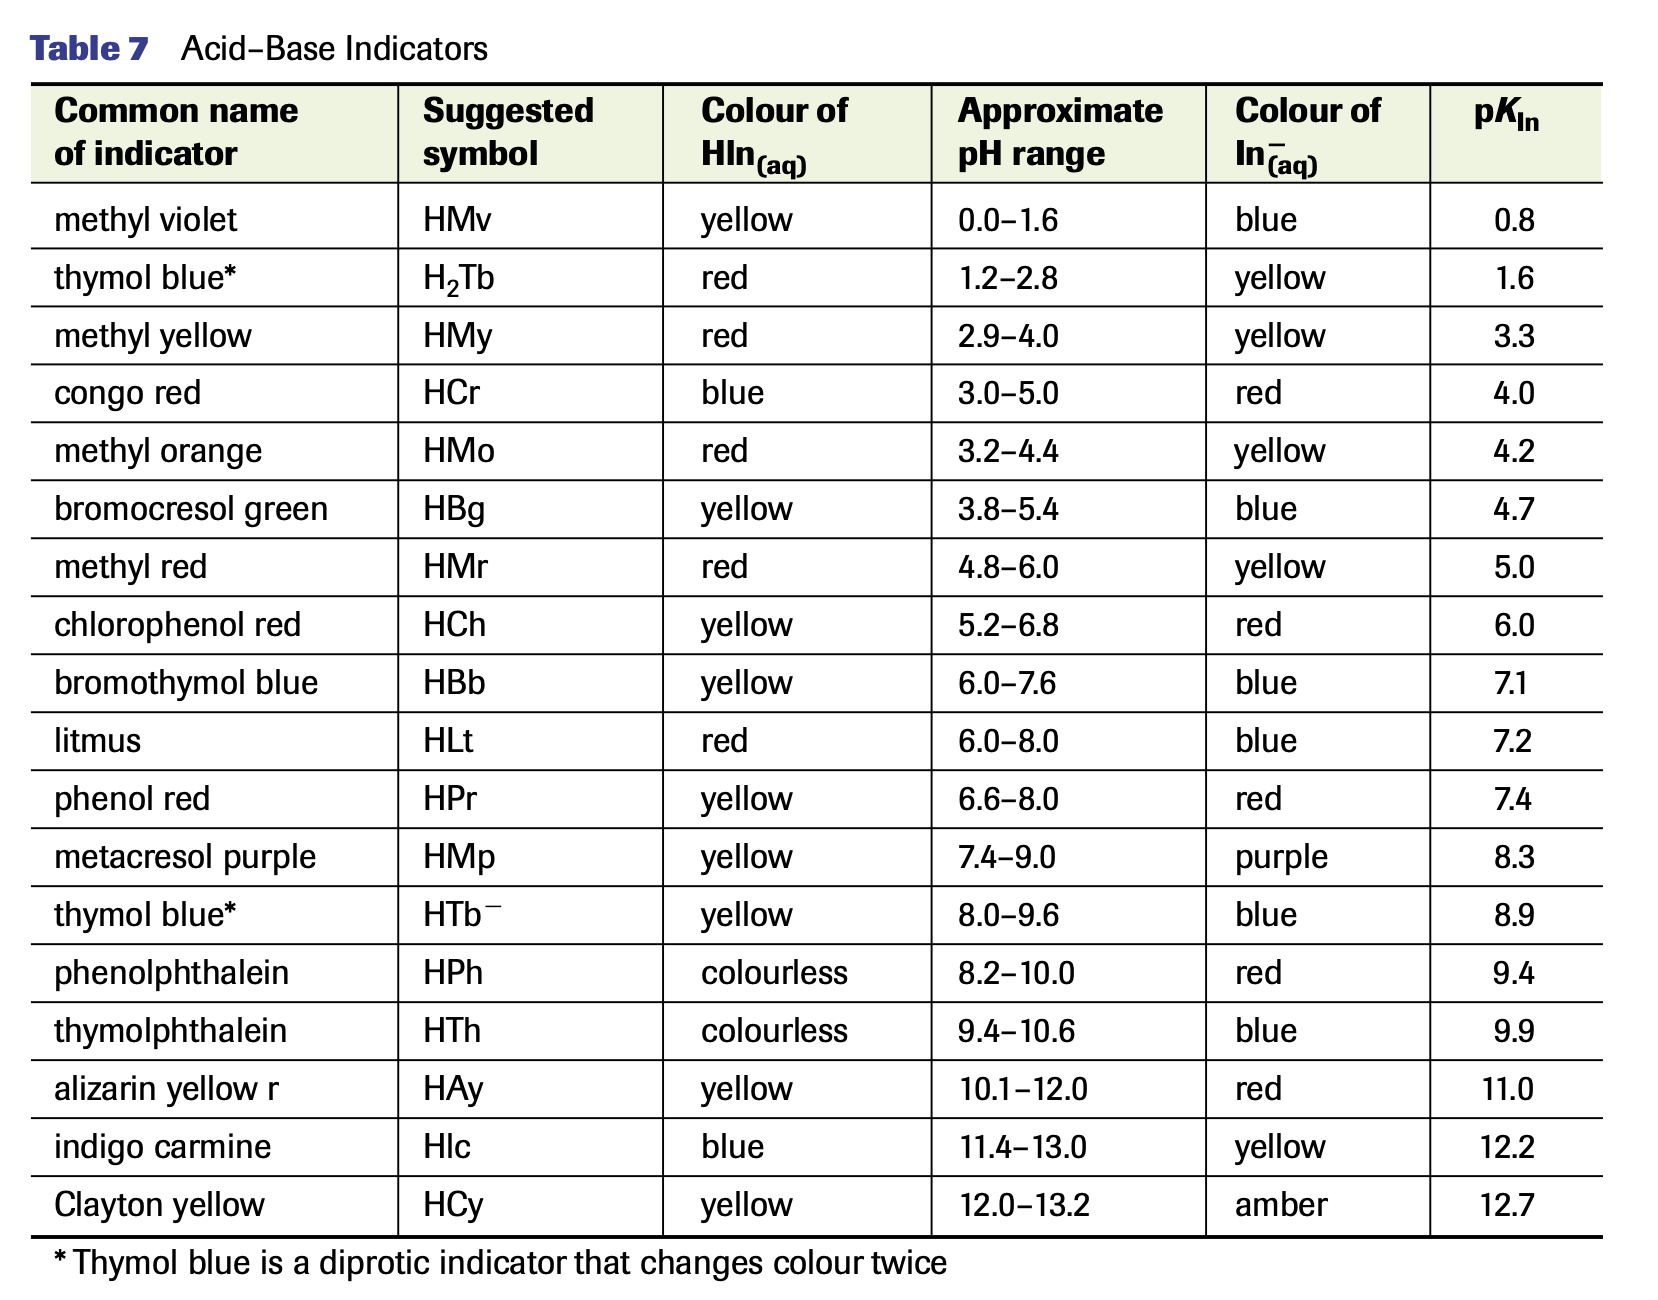 Table 7 Acid–Base Indicators
Common name of indicator Suggested symbol Colour of HIn(aq) Approximate pH range Colour of In⁻(aq) pKIn
methyl violet HMv yellow 0.0–1.6 blue 0.8
thymol blue* H₂Tb red 1.2–2.8 yellow 1.6
methyl yellow HMy red 2.9–4.0 yellow 3.3
congo red HCr blue 3.0–5.0 red 4.0
methyl orange HMo red 3.2–4.4 yellow 4.2
bromocresol green HBg yellow 3.8–5.4 blue 4.7
methyl red HMr red 4.8–6.0 yellow 5.0
chlorophenol red HCh yellow 5.2–6.8 red 6.0
bromothymol blue HBb yellow 6.0–7.6 blue 7.1
litmus HLt red 6.0–8.0 blue 7.2
phenol red HPr yellow 6.6–8.0 red 7.4
metacresol purple HMp yellow 7.4–9.0 purple 8.3
thymol blue* HTb⁻ yellow 8.0–9.6 blue 8.9
phenolphthalein HPh colourless 8.2–10.0 red 9.4
thymolphthalein HTh colourless 9.4–10.6 blue 9.9
alizarin yellow r HAy yellow 10.1–12.0 red 11.0
indigo carmine HIc blue 11.4–13.0 yellow 12.2
Clayton yellow HCy yellow 12.0–13.2 amber 12.7
* Thymol blue is a diprotic indicator that changes colour twice